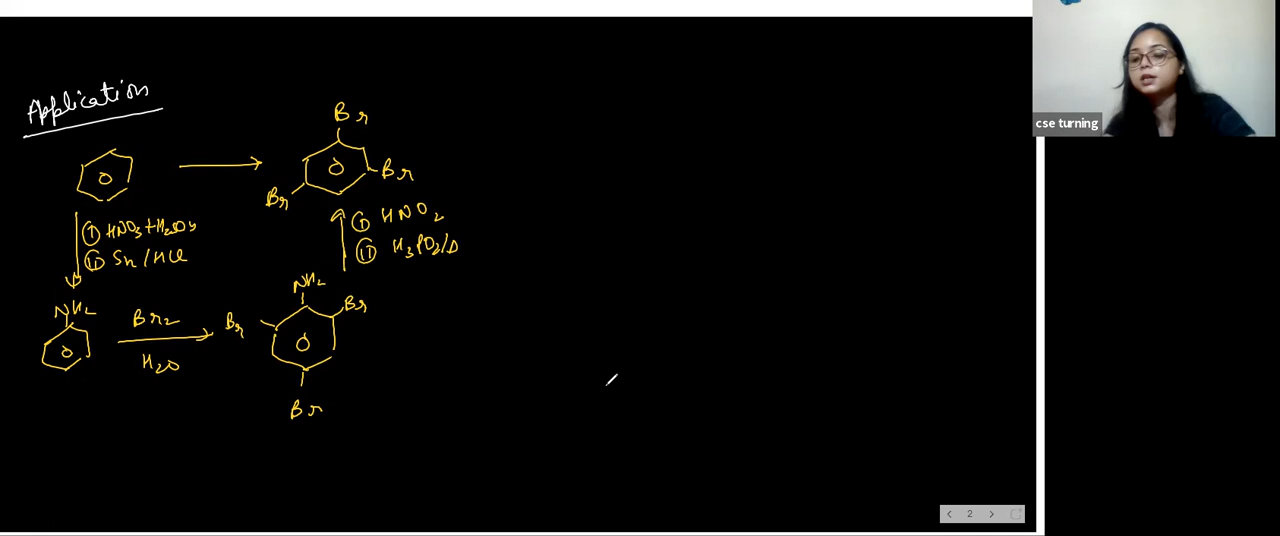 Application
Br
Br
Br
① HNO3+H2SO4
② Sn/HCl
① HNO2
② H3PO2/Δ
NH2
Br2
H2O
NH2
Br
Br
Br
cse turning
2